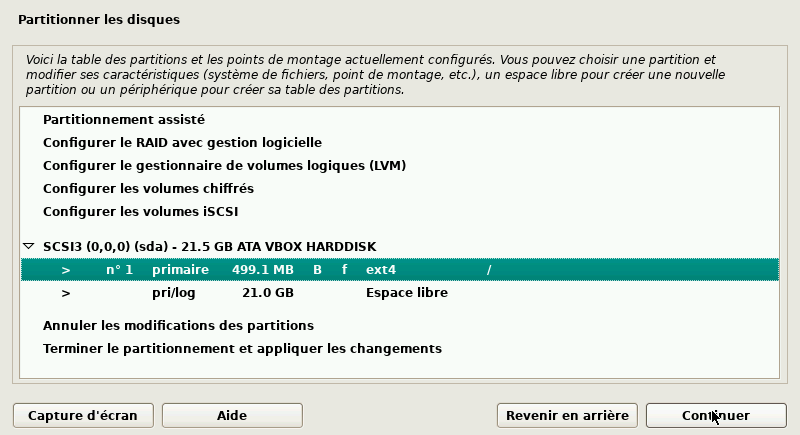 Partitionner les disques
Voici la table des partitions et les points de montage actuellement configurés. Vous pouvez choisir une partition et
modifier ses caractéristiques (système de fichiers, point de montage, etc.), un espace libre pour créer une nouvelle
partition ou un périphérique pour créer sa table des partitions.
Partitionnement assisté
Configurer le RAID avec gestion logicielle
Configurer le gestionnaire de volumes logiques (LVM)
Configurer les volumes chiffrés
Configurer les volumes iSCSI
SCSI3 (0,0,0) (sda) - 21.5 GB ATA VBOX HARDDISK
> n° 1 primaire 499.1 MB B f ext4 /
> pri/log 21.0 GB Espace libre
Annuler les modifications des partitions
Terminer le partitionnement et appliquer les changements
Capture d'écran Aide Revenir en arrière Continuer